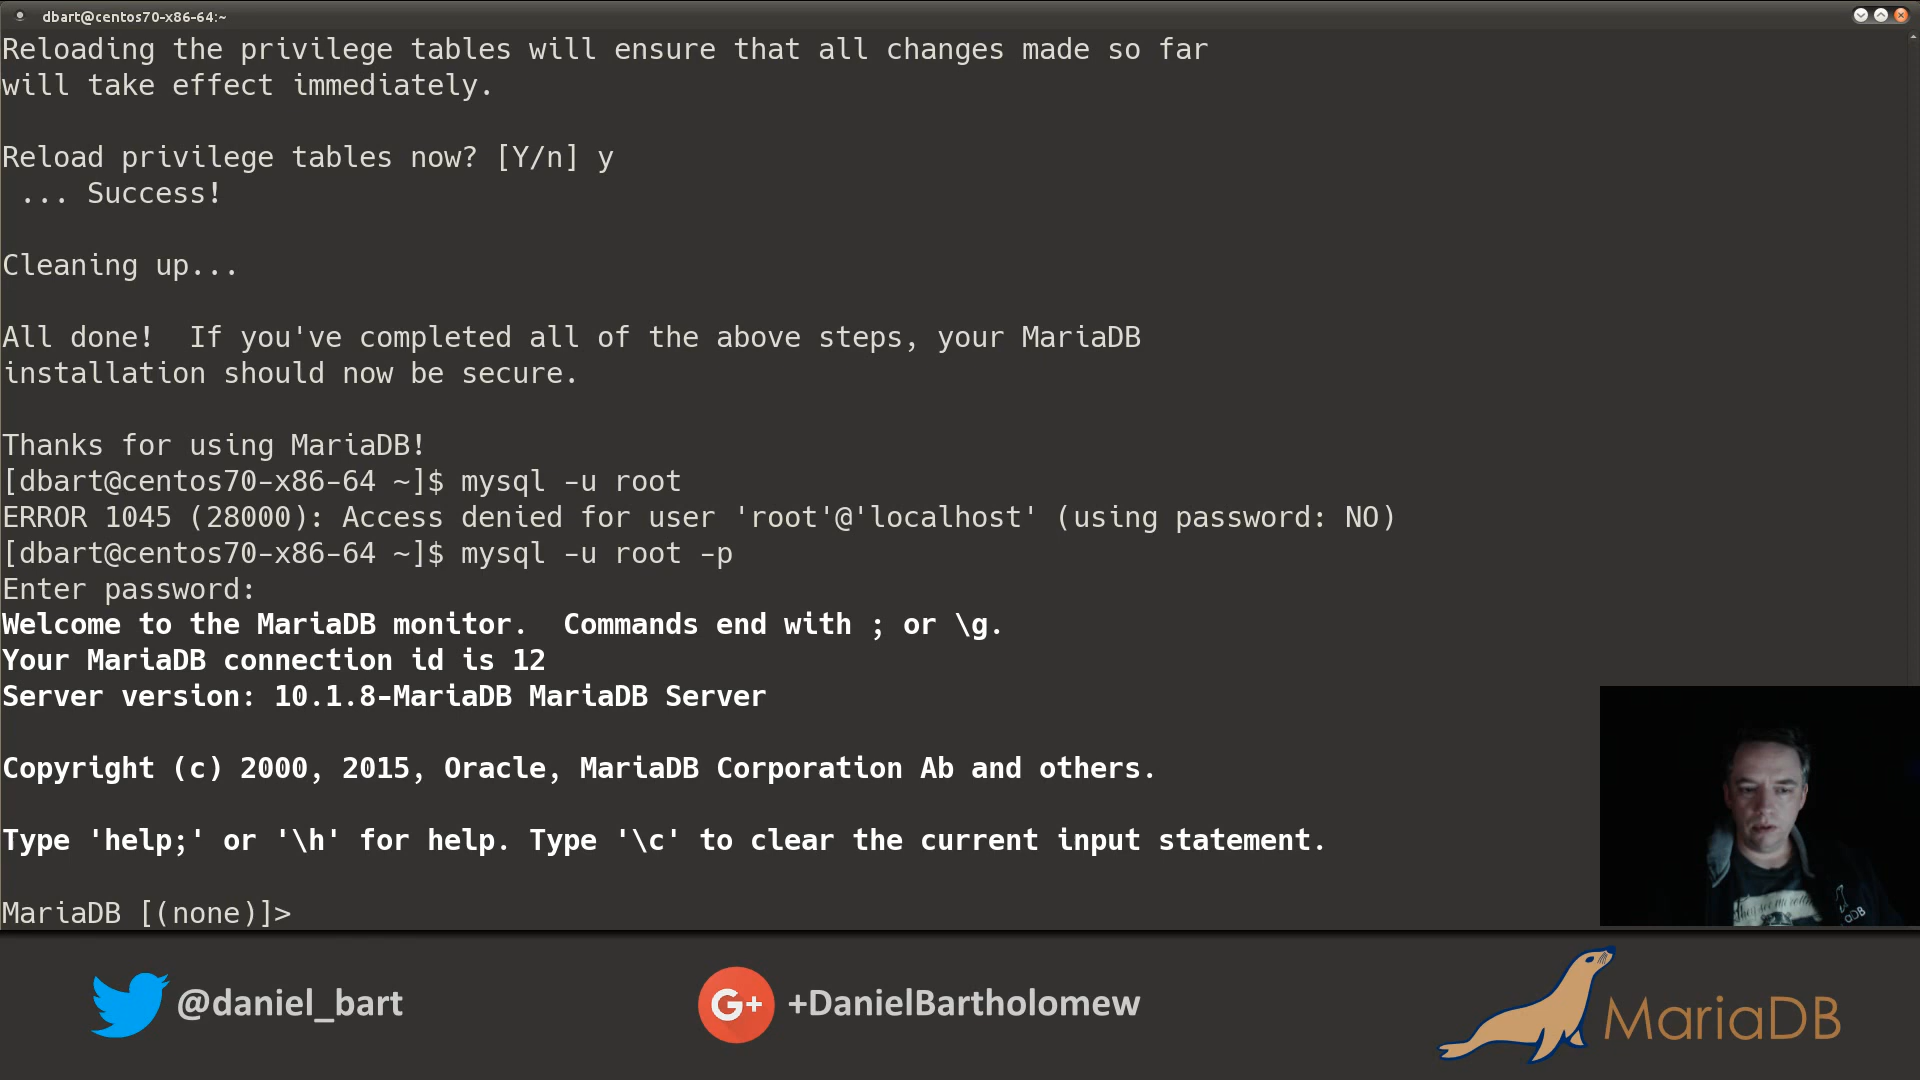 dbart@centos70-x86-64:~
Reloading the privilege tables will ensure that all changes made so far
will take effect immediately.
Reload privilege tables now? [Y/n] y
... Success!
Cleaning up...
All done!  If you've completed all of the above steps, your MariaDB
installation should now be secure.
Thanks for using MariaDB!
[dbart@centos70-x86-64 ~]$ mysql -u root
ERROR 1045 (28000): Access denied for user 'root'@'localhost' (using password: NO)
[dbart@centos70-x86-64 ~]$ mysql -u root -p
Enter password:
Welcome to the MariaDB monitor.  Commands end with ; or \g.
Your MariaDB connection id is 12
Server version: 10.1.8-MariaDB MariaDB Server
Copyright (c) 2000, 2015, Oracle, MariaDB Corporation Ab and others.
Type 'help;' or '\h' for help. Type '\c' to clear the current input statement.
MariaDB [(none)]>
@daniel_bart
G+ +DanielBartholomew
MariaDB